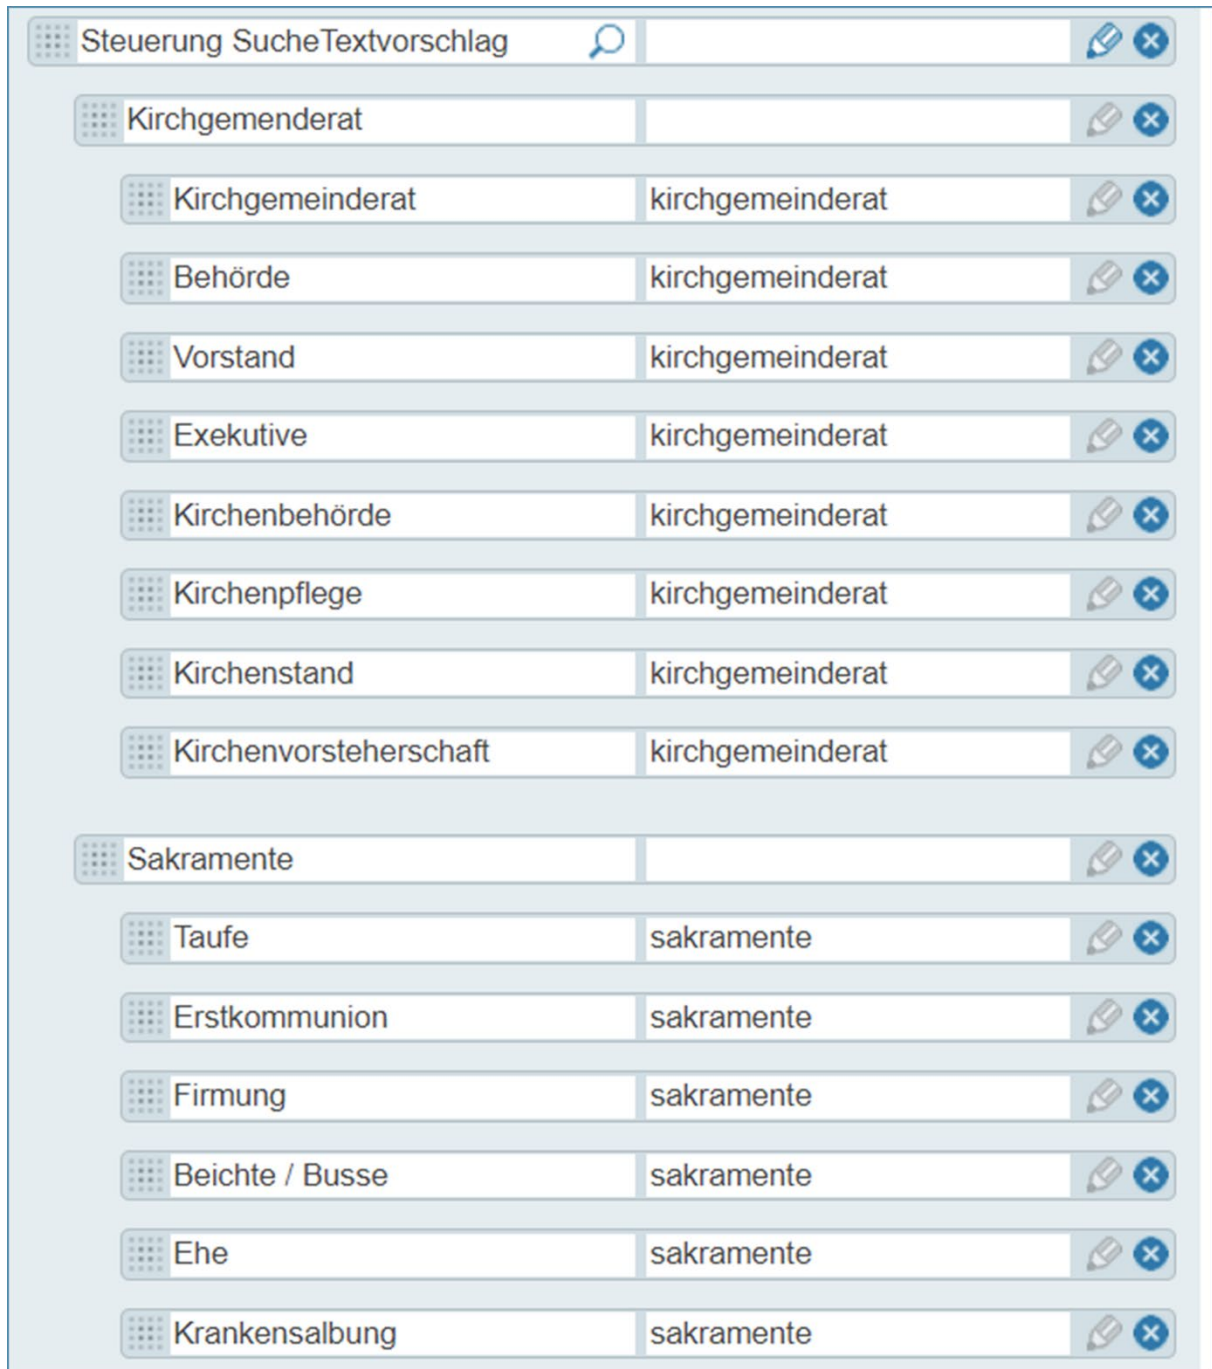 Steuerung SucheTextvorschlag
Kirchgemenderat
Kirchgemeinderat kirchgemeinderat
Behörde kirchgemeinderat
Vorstand kirchgemeinderat
Exekutive kirchgemeinderat
Kirchenbehörde kirchgemeinderat
Kirchenpflege kirchgemeinderat
Kirchenstand kirchgemeinderat
Kirchenvorsteherschaft kirchgemeinderat
Sakramente
Taufe sakramente
Erstkommunion sakramente
Firmung sakramente
Beichte / Busse sakramente
Ehe sakramente
Krankensalbung sakramente